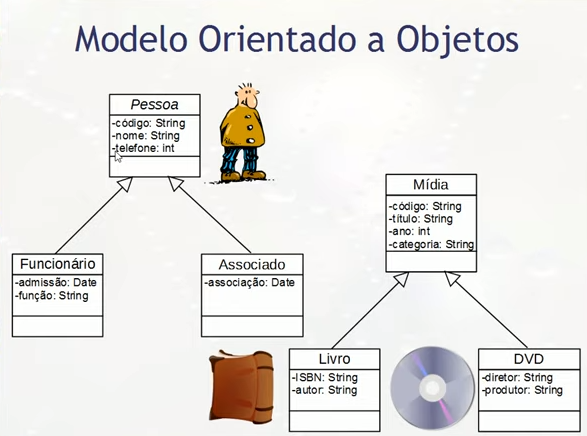 Modelo Orientado a Objetos
Pessoa
-código: String
-nome: String
-telefone: int
Mídia
-código: String
-título: String
-ano: int
-categoria: String
Funcionário
-admissão: Date
-função: String
Associado
-associação: Date
Livro
-ISBN: String
-autor: String
DVD
-diretor: String
-produtor: String